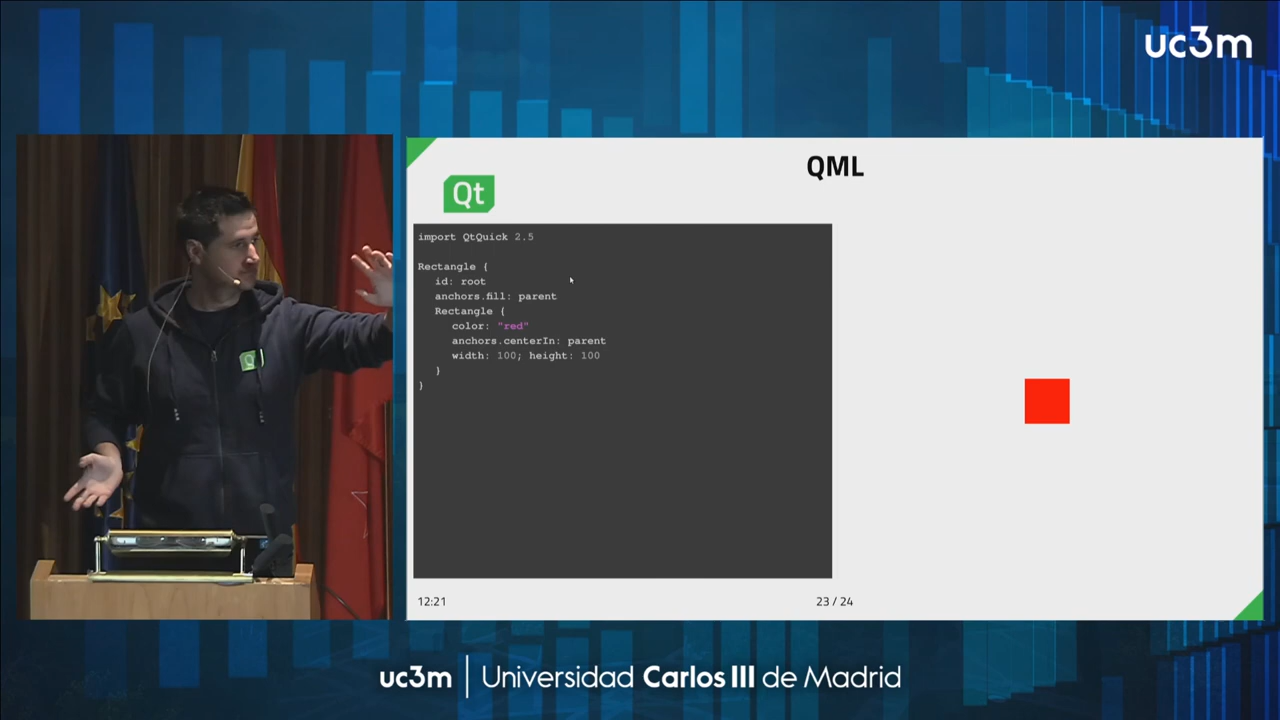 uc3m
QML
Qt
import QtQuick 2.5
Rectangle {
id: root
anchors.fill: parent
Rectangle {
color: "red"
anchors.centerIn: parent
width: 100; height: 100
}
}
12:21
23 / 24
uc3m | Universidad Carlos III de Madrid